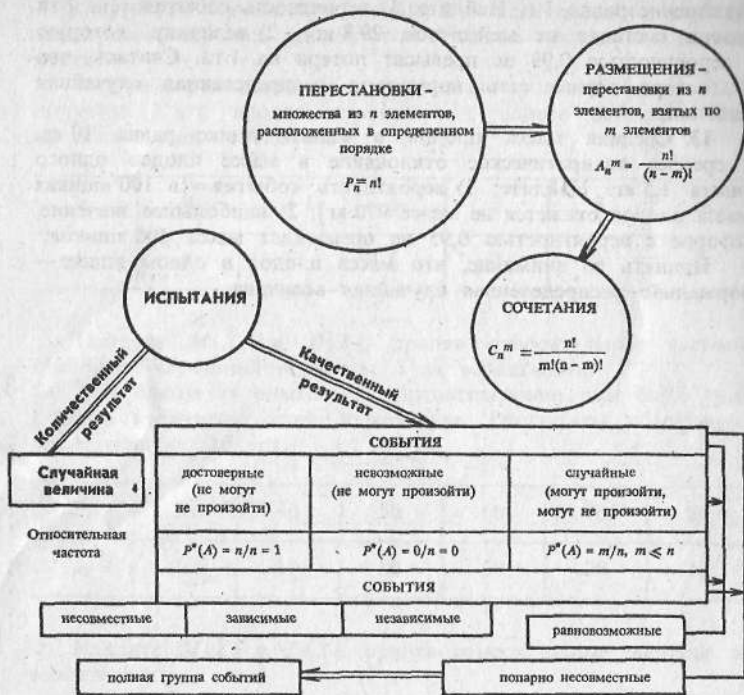 ПЕРЕСТАНОВКИ –
множества из n элементов,
расположенных в определенном
порядке
Pₙ = n!
РАЗМЕЩЕНИЯ –
перестановки из n
элементов, взятых по
m элементов
Aₙᵐ = n!/(n – m)!
СОЧЕТАНИЯ
Cₙᵐ = n!/m!(n – m)!
ИСПЫТАНИЯ
Количественный
результат
Качественный
результат
Случайная
величина
Относительная
частота
СОБЫТИЯ
достоверные
(не могут
не произойти)
невозможные
(не могут произойти)
случайные
(могут произойти,
могут не произойти)
P*(A) = n/n = 1
P*(A) = 0/n = 0
P*(A) = m/n, m ⩽ n
СОБЫТИЯ
несовместные
зависимые
независимые
равновозможные
полная группа событий
попарно несовместные